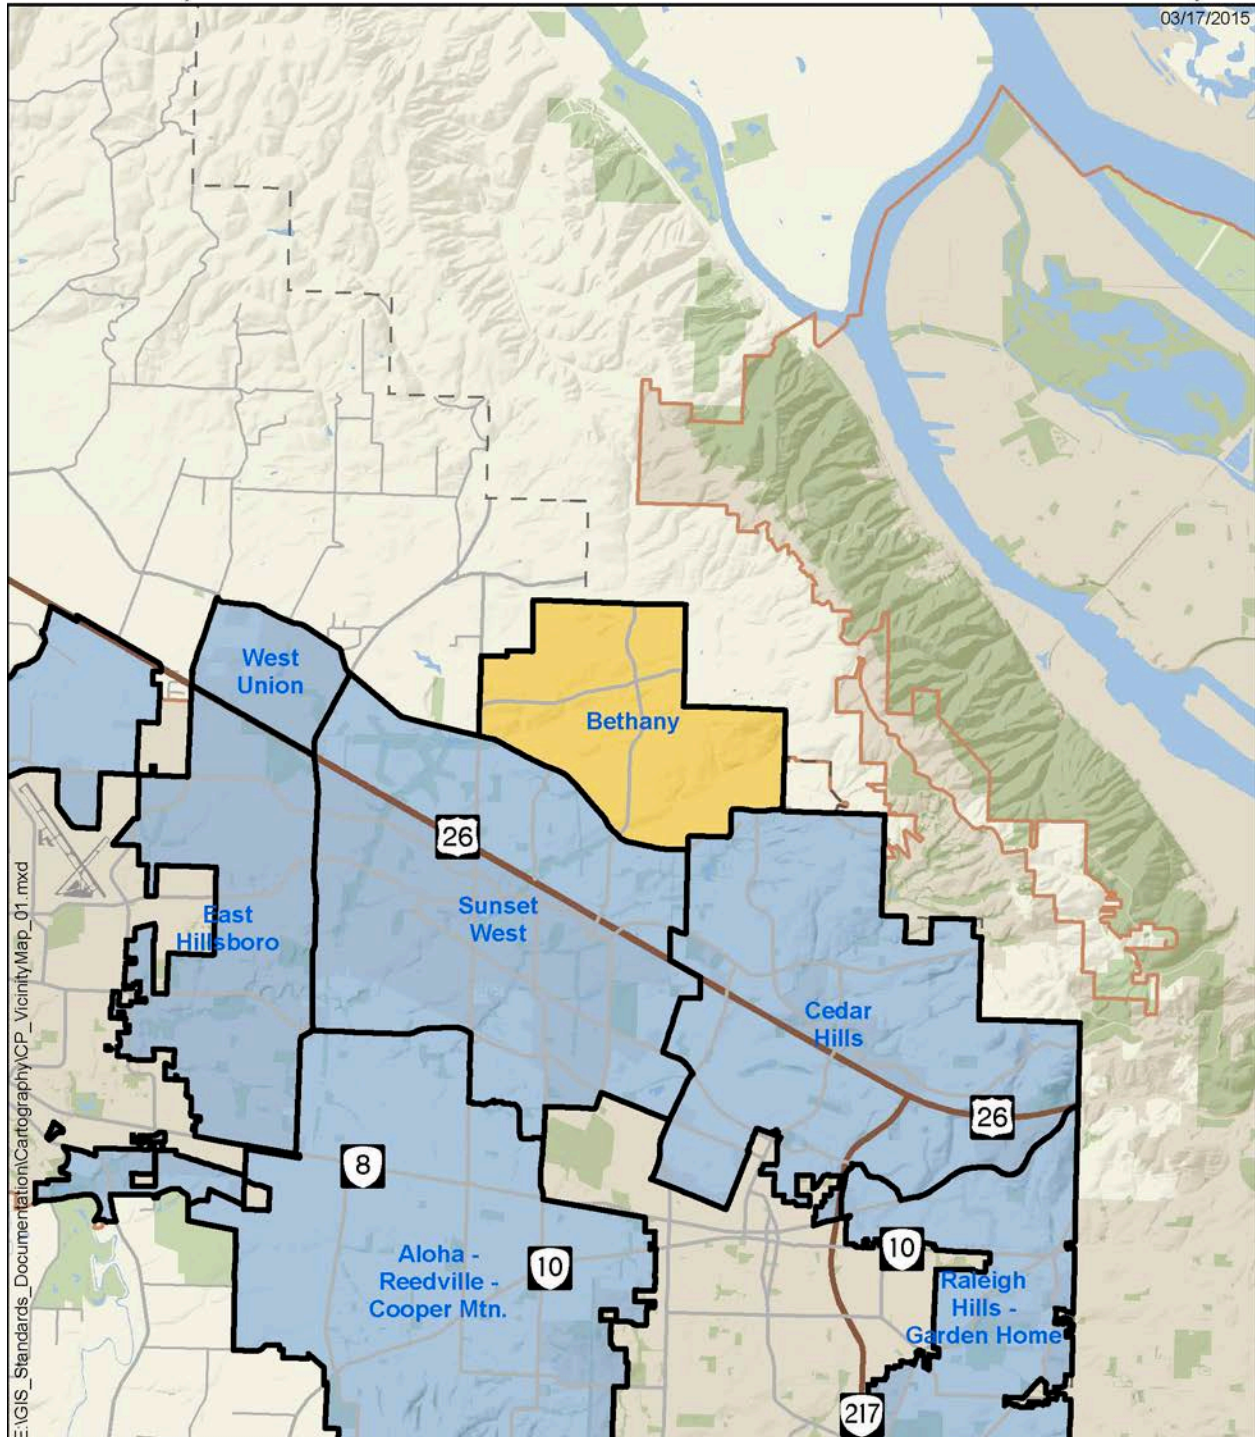 03/17/2015
West
Union
Bethany
26
East
Hillsboro
Sunset
West
Cedar
Hills
26
8
10
Aloha -
Reedville -
Cooper Mtn.
10
Raleigh
Hills -
Garden Home
217
E:\GIS_Standards_Documentation\Cartography\CP_VicinityMap_01.mxd